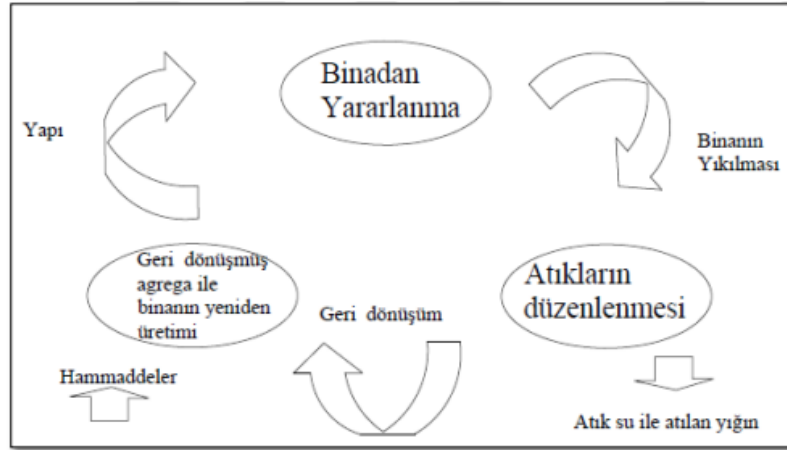 Binadan
Yararlanma
Yapı
Binanın
Yıkılması
Geri dönüşmüş
agrega ile
binanın yeniden
üretimi
Geri dönüşüm
Atıkların
düzenlenmesi
Hammaddeler
Atık su ile atılan yığın